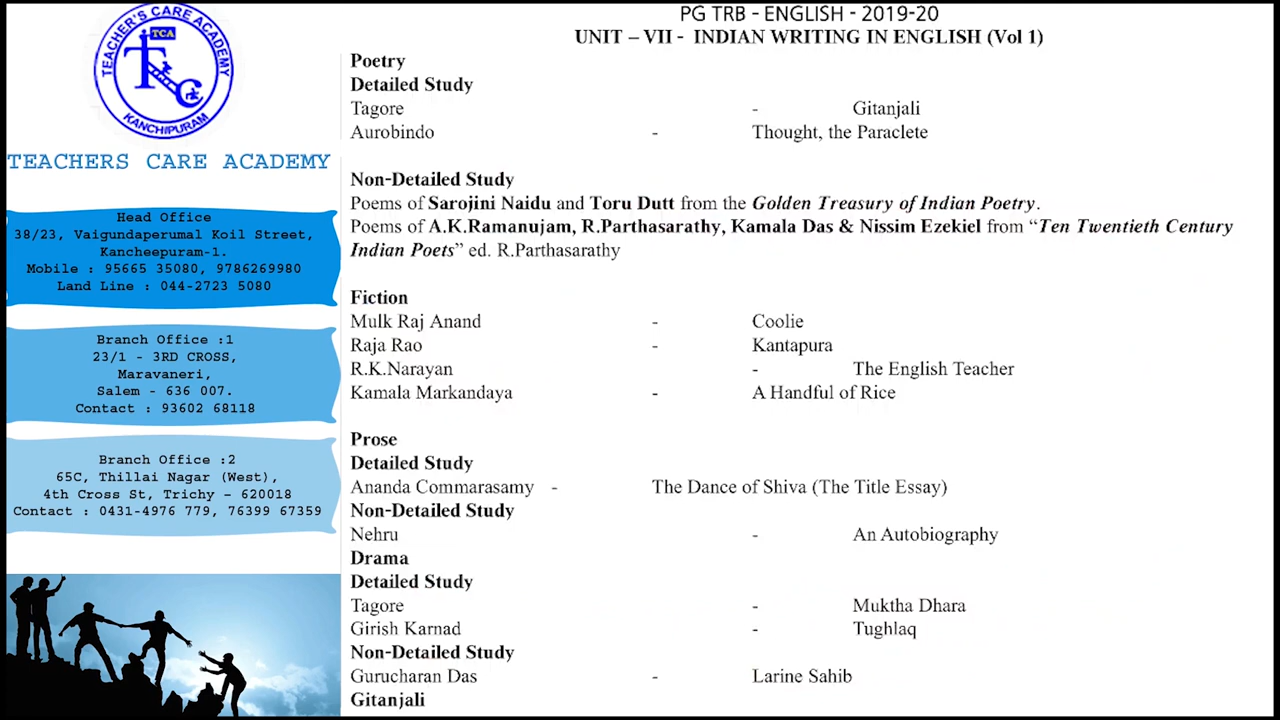 TEACHER'S CARE ACADEMY
TCA
KANCHIPURAM
TEACHERS CARE ACADEMY
Head Office
38/23, Vaigundaperumal Koil Street,
Kancheepuram-1.
Mobile : 95665 35080, 9786269980
Land Line : 044-2723 5080
Branch Office :1
23/1 - 3RD CROSS,
Maravaneri,
Salem - 636 007.
Contact : 93602 68118
Branch Office :2
65C, Thillai Nagar (West),
4th Cross St, Trichy – 620018
Contact : 0431-4976 779, 76399 67359
PG TRB - ENGLISH - 2019-20
UNIT – VII - INDIAN WRITING IN ENGLISH (Vol 1)
Poetry
Detailed Study
Tagore - Gitanjali
Aurobindo - Thought, the Paraclete
Non-Detailed Study
Poems of Sarojini Naidu and Toru Dutt from the Golden Treasury of Indian Poetry.
Poems of A.K.Ramanujam, R.Parthasarathy, Kamala Das & Nissim Ezekiel from “Ten Twentieth Century
Indian Poets” ed. R.Parthasarathy
Fiction
Mulk Raj Anand - Coolie
Raja Rao - Kantapura
R.K.Narayan - The English Teacher
Kamala Markandaya - A Handful of Rice
Prose
Detailed Study
Ananda Commarasamy - The Dance of Shiva (The Title Essay)
Non-Detailed Study
Nehru - An Autobiography
Drama
Detailed Study
Tagore - Muktha Dhara
Girish Karnad - Tughlaq
Non-Detailed Study
Gurucharan Das - Larine Sahib
Gitanjali